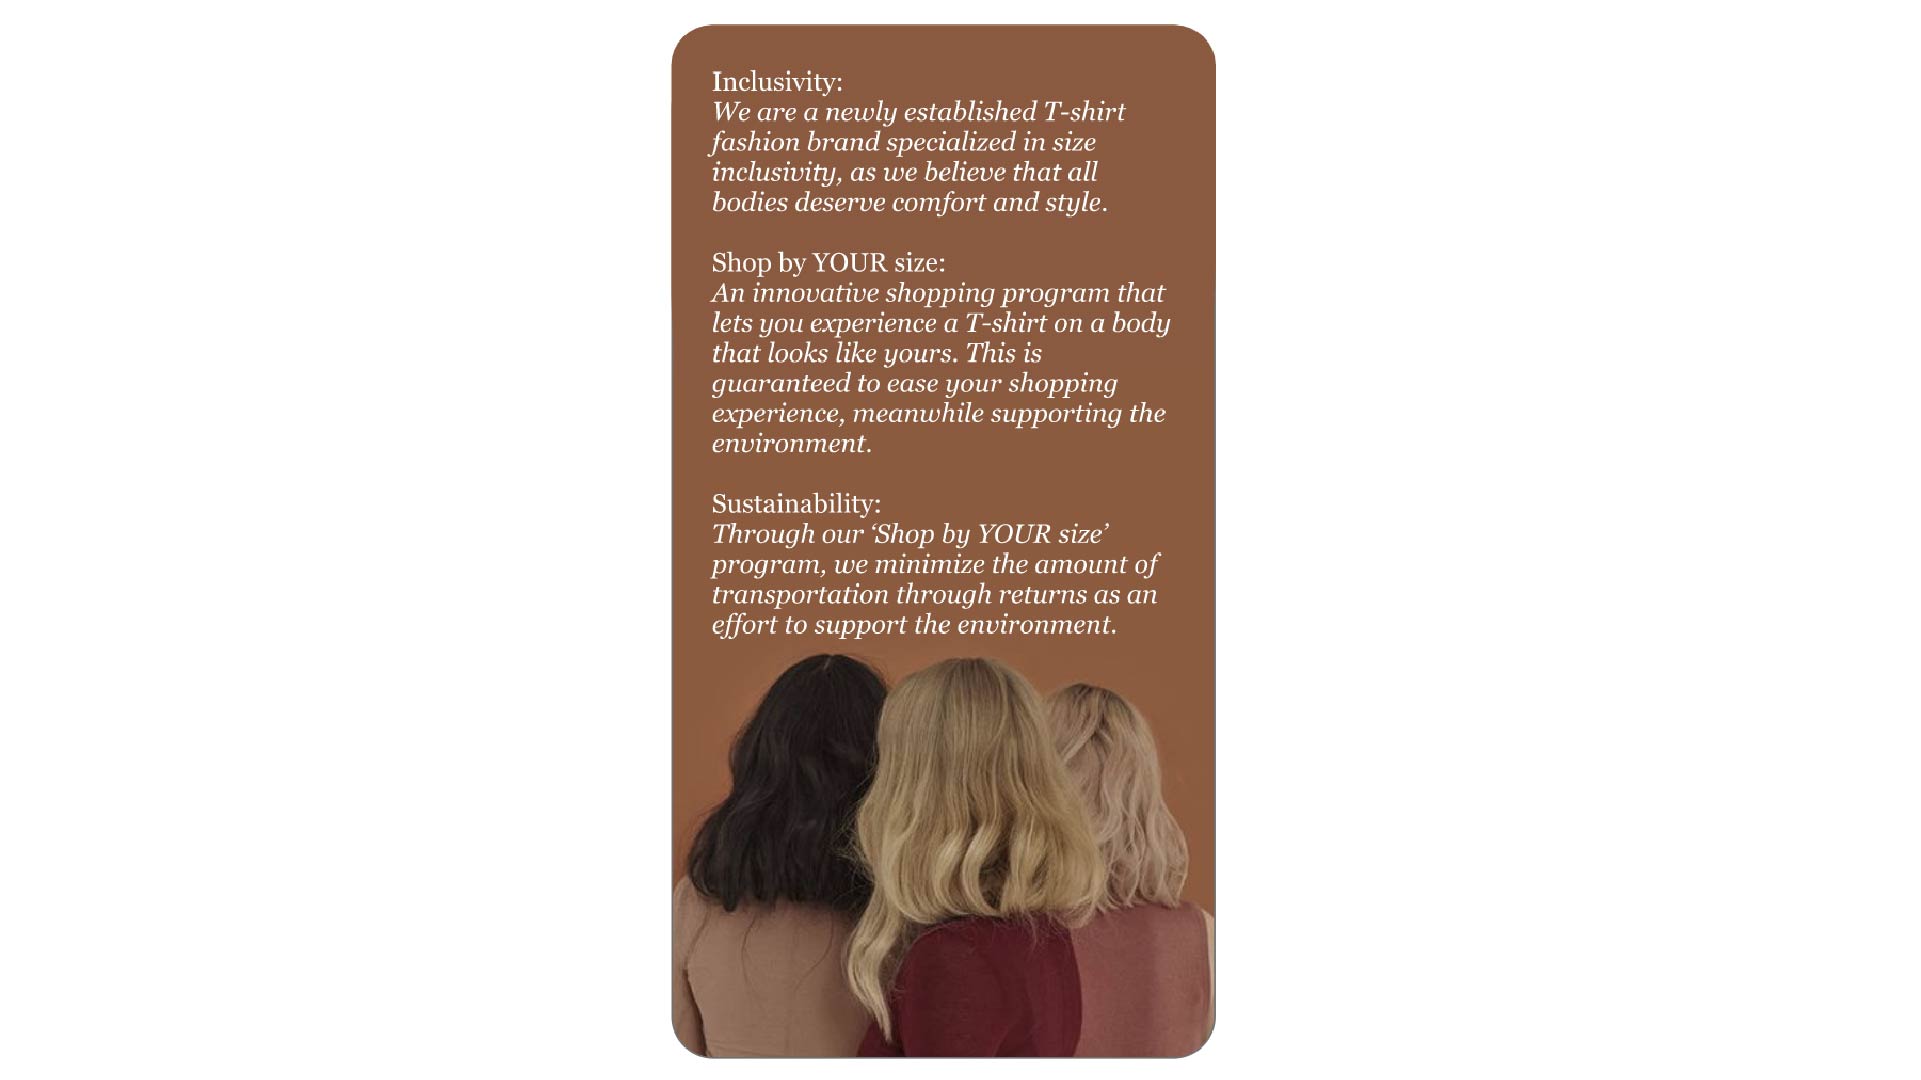 Inclusivity:
We are a newly established T-shirt
fashion brand specialized in size
inclusivity, as we believe that all
bodies deserve comfort and style.
Shop by YOUR size:
An innovative shopping program that
lets you experience a T-shirt on a body
that looks like yours. This is
guaranteed to ease your shopping
experience, meanwhile supporting the
environment.
Sustainability:
Through our ‘Shop by YOUR size’
program, we minimize the amount of
transportation through returns as an
effort to support the environment.